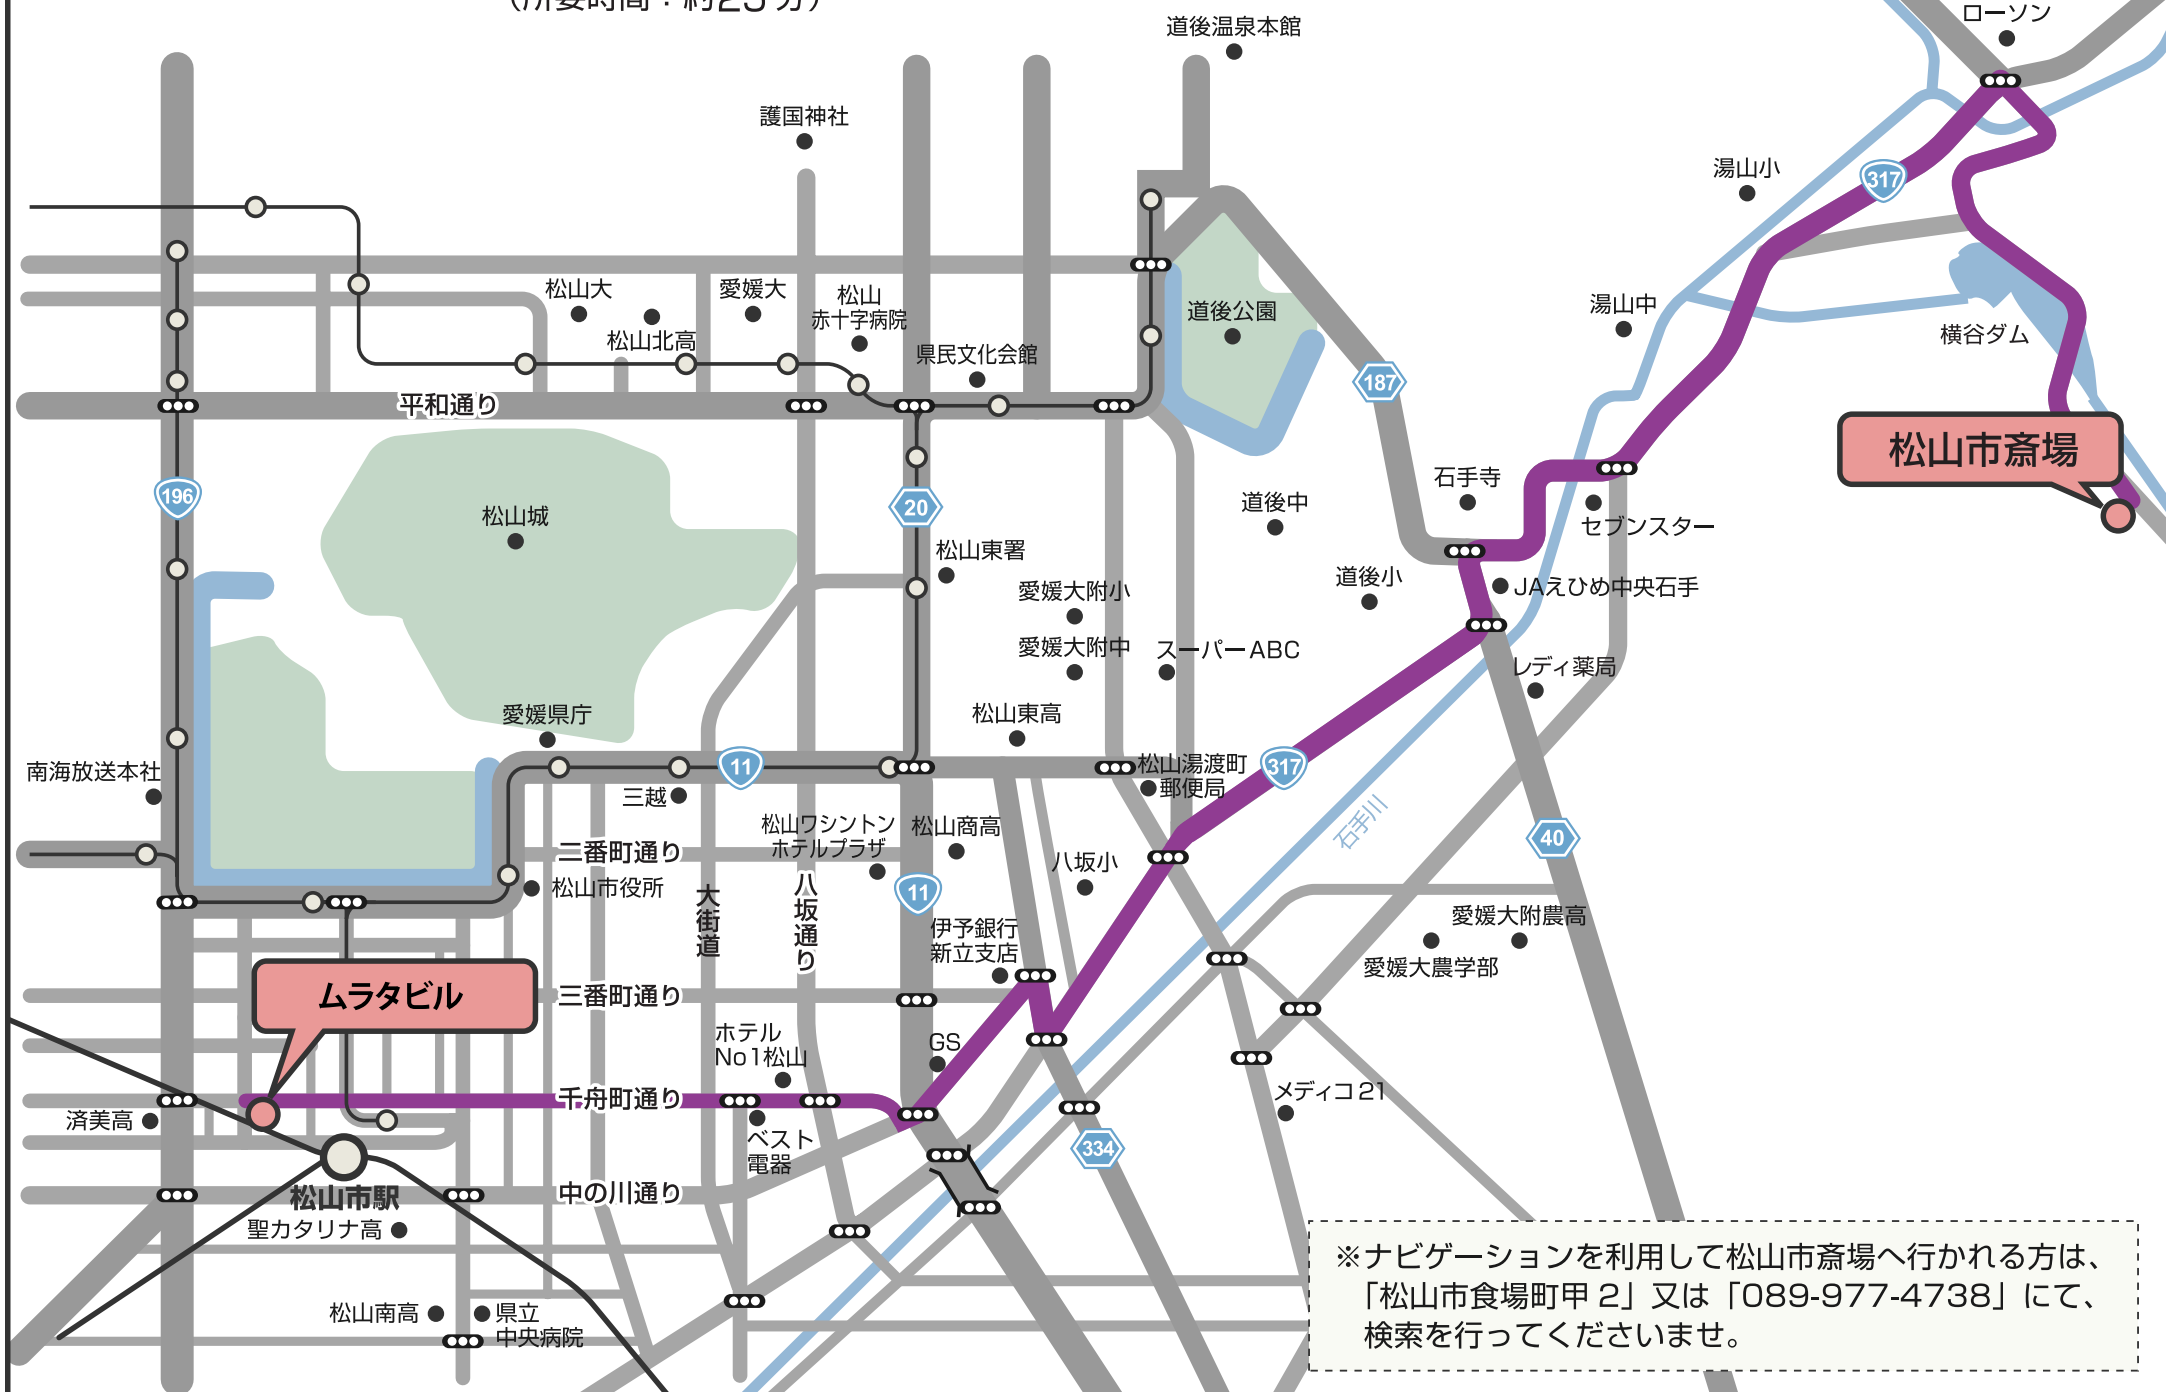 (所要時間：約25分)
道後温泉本館
ローソン
護国神社
湯山小
317
松山大
松山北高
愛媛大
松山
赤十字病院
県民文化会館
道後公園
湯山中
横谷ダム
187
平和通り
松山市斎場
196
20
松山城
石手寺
道後中
セブンスター
松山東署
道後小
JAえひめ中央石手
愛媛大附小
愛媛大附中
スーパーABC
レディ薬局
愛媛県庁
松山東高
南海放送本社
11
松山湯渡町
郵便局
317
三越
石手川
松山ワシントン
ホテルプラザ
松山商高
40
二番町通り
八坂小
松山市役所
大街道
八坂通り
11
伊予銀行
新立支店
愛媛大附農高
愛媛大農学部
ムラタビル
三番町通り
ホテル
No1松山
GS
千舟町通り
メディコ21
済美高
ベスト
電器
334
松山市駅
中の川通り
聖カタリナ高
松山南高
県立
中央病院
※ナビゲーションを利用して松山市斎場へ行かれる方は、
「松山市食場町甲2」又は「089-977-4738」にて、
検索を行ってくださいませ。